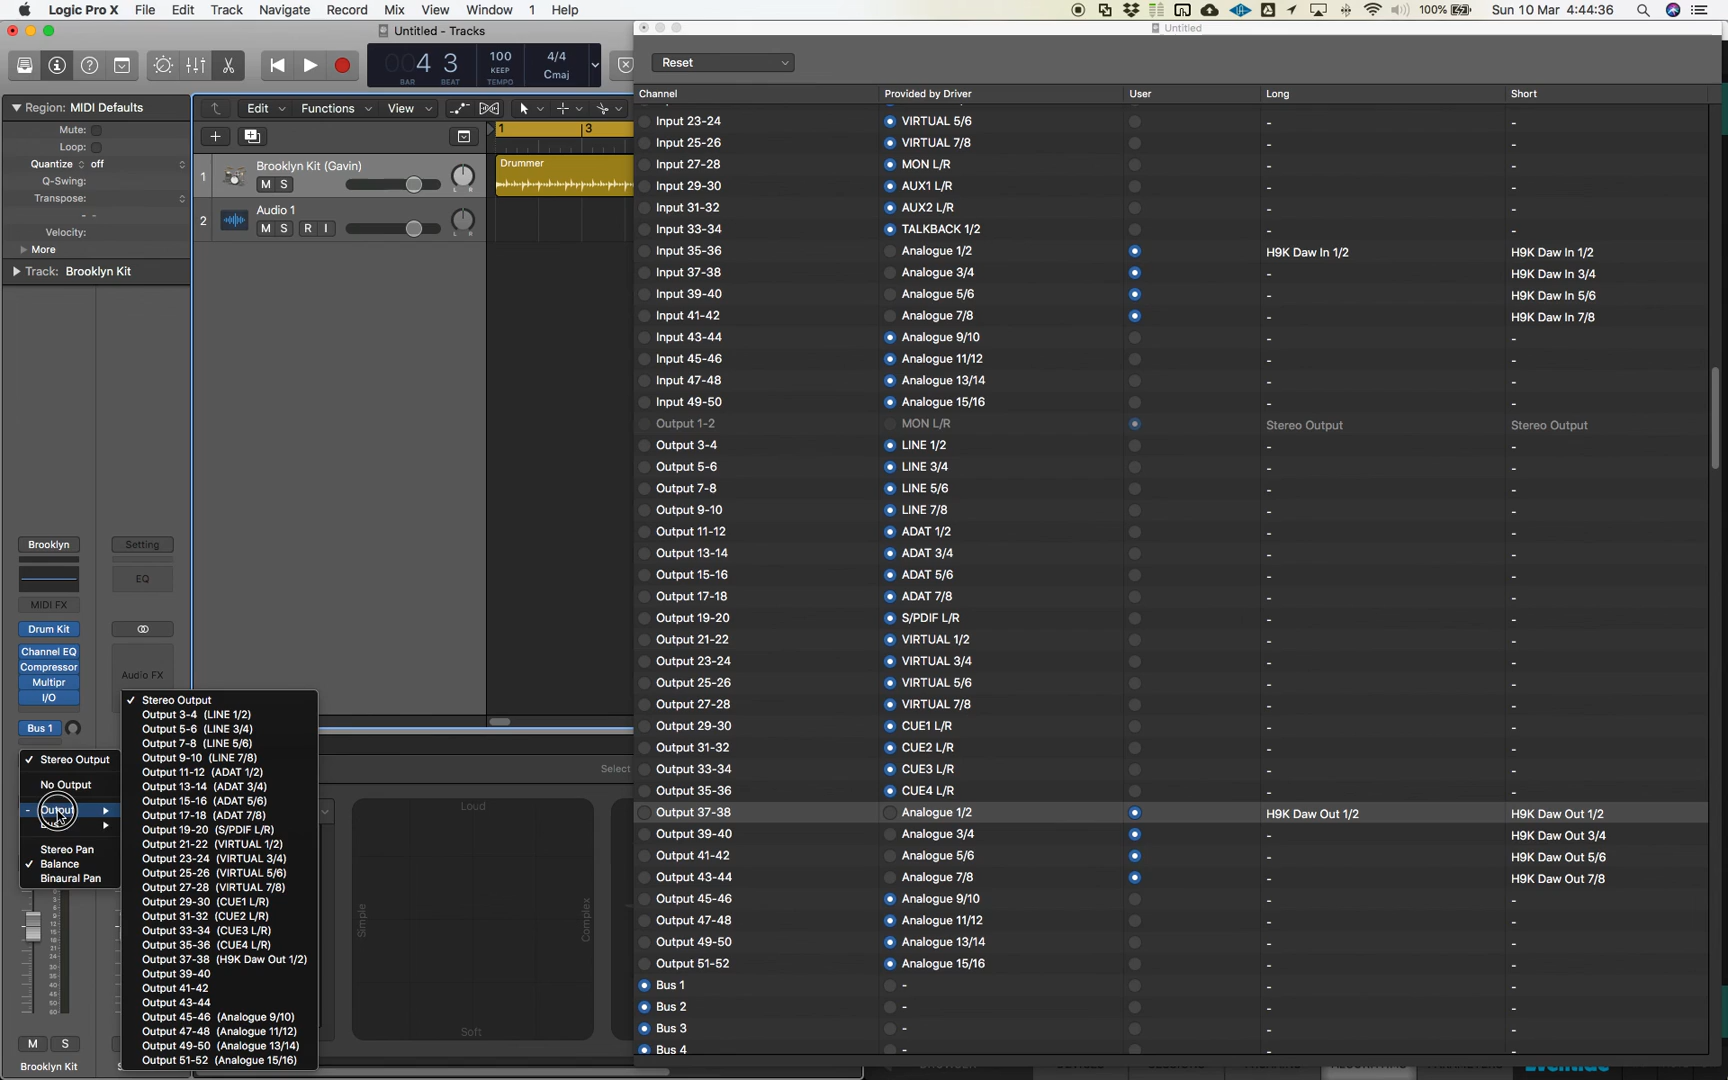 Logic Pro X File Edit Track Navigate Record Mix View Window 1 Help
100% Sun 10 Mar 4:44:36
Untitled - Tracks
Untitled
4 3
BAR BEAT
100
KEEP
TEMPO
4/4
Cmaj
Reset
Region: MIDI Defaults
Mute:
Loop:
Quantize off
Q-Swing:
Transpose:
- -
Velocity:
More
Track: Brooklyn Kit
Edit Functions View
1 3
1 Brooklyn Kit (Gavin)
M S
L R
Drummer
2 Audio 1
M S R I
L R
Channel Provided by Driver User Long Short
Input 23-24 VIRTUAL 5/6 - -
Input 25-26 VIRTUAL 7/8 - -
Input 27-28 MON L/R - -
Input 29-30 AUX1 L/R - -
Input 31-32 AUX2 L/R - -
Input 33-34 TALKBACK 1/2 - -
Input 35-36 Analogue 1/2 H9K Daw In 1/2 H9K Daw In 1/2
Input 37-38 Analogue 3/4 - H9K Daw In 3/4
Input 39-40 Analogue 5/6 - H9K Daw In 5/6
Input 41-42 Analogue 7/8 - H9K Daw In 7/8
Input 43-44 Analogue 9/10 - -
Input 45-46 Analogue 11/12 - -
Input 47-48 Analogue 13/14 - -
Input 49-50 Analogue 15/16 - -
Output 1-2 MON L/R Stereo Output Stereo Output
Output 3-4 LINE 1/2 - -
Output 5-6 LINE 3/4 - -
Output 7-8 LINE 5/6 - -
Output 9-10 LINE 7/8 - -
Output 11-12 ADAT 1/2 - -
Output 13-14 ADAT 3/4 - -
Output 15-16 ADAT 5/6 - -
Output 17-18 ADAT 7/8 - -
Output 19-20 S/PDIF L/R - -
Output 21-22 VIRTUAL 1/2 - -
Output 23-24 VIRTUAL 3/4 - -
Output 25-26 VIRTUAL 5/6 - -
Output 27-28 VIRTUAL 7/8 - -
Output 29-30 CUE1 L/R - -
Output 31-32 CUE2 L/R - -
Output 33-34 CUE3 L/R - -
Output 35-36 CUE4 L/R - -
Output 37-38 Analogue 1/2 H9K Daw Out 1/2 H9K Daw Out 1/2
Output 39-40 Analogue 3/4 - H9K Daw Out 3/4
Output 41-42 Analogue 5/6 - H9K Daw Out 5/6
Output 43-44 Analogue 7/8 - H9K Daw Out 7/8
Output 45-46 Analogue 9/10 - -
Output 47-48 Analogue 11/12 - -
Output 49-50 Analogue 13/14 - -
Output 51-52 Analogue 15/16 - -
Bus 1 - - -
Bus 2 - - -
Bus 3 - - -
Bus 4 - - -
Brooklyn Setting
EQ
MIDI FX
Drum Kit
Channel EQ
Compressor
Multipr
I/O
Audio FX
Bus 1
Stereo Output
No Output
Output
Stereo Pan
Balance
Binaural Pan
Stereo Output
Output 3-4 (LINE 1/2)
Output 5-6 (LINE 3/4)
Output 7-8 (LINE 5/6)
Output 9-10 (LINE 7/8)
Output 11-12 (ADAT 1/2)
Output 13-14 (ADAT 3/4)
Output 15-16 (ADAT 5/6)
Output 17-18 (ADAT 7/8)
Output 19-20 (S/PDIF L/R)
Output 21-22 (VIRTUAL 1/2)
Output 23-24 (VIRTUAL 3/4)
Output 25-26 (VIRTUAL 5/6)
Output 27-28 (VIRTUAL 7/8)
Output 29-30 (CUE1 L/R)
Output 31-32 (CUE2 L/R)
Output 33-34 (CUE3 L/R)
Output 35-36 (CUE4 L/R)
Output 37-38 (H9K Daw Out 1/2)
Output 39-40
Output 41-42
Output 43-44
Output 45-46 (Analogue 9/10)
Output 47-48 (Analogue 11/12)
Output 49-50 (Analogue 13/14)
Output 51-52 (Analogue 15/16)
Select
Loud
Simple
Complex
Soft
M S
Brooklyn Kit